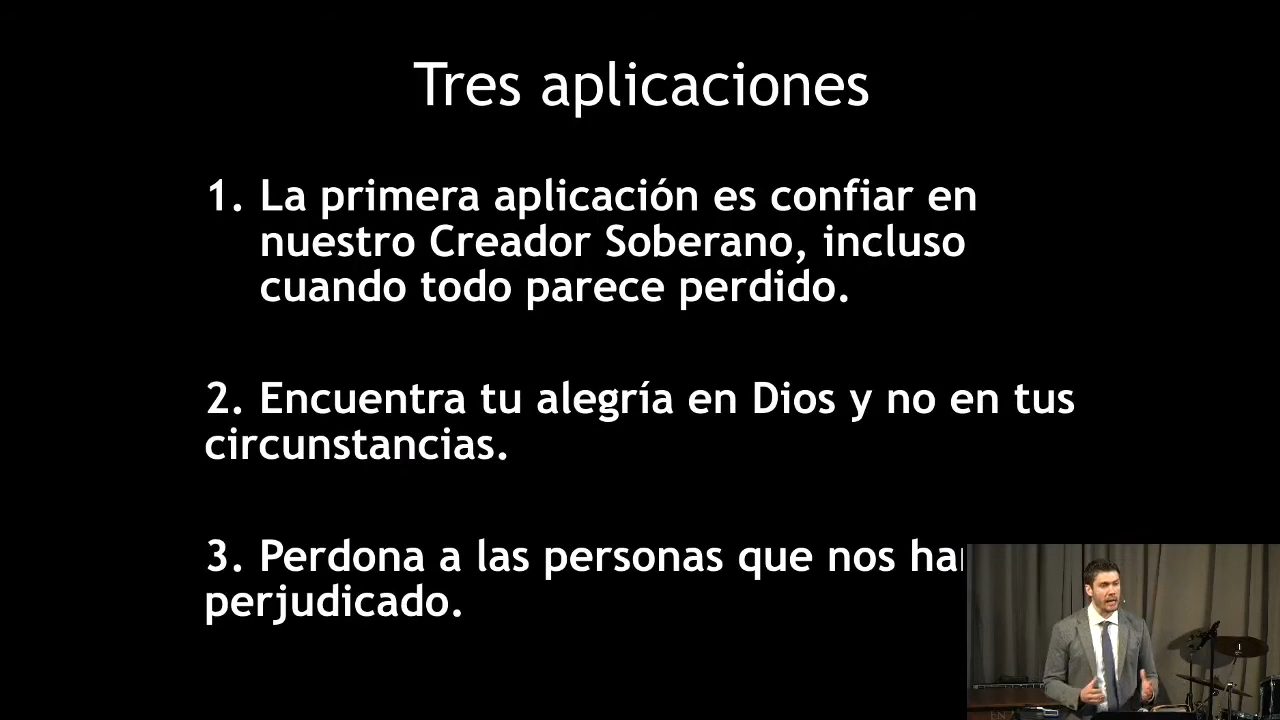 Tres aplicaciones
1. La primera aplicación es confiar en
nuestro Creador Soberano, incluso
cuando todo parece perdido.
2. Encuentra tu alegría en Dios y no en tus
circunstancias.
3. Perdona a las personas que nos
perjudicado.